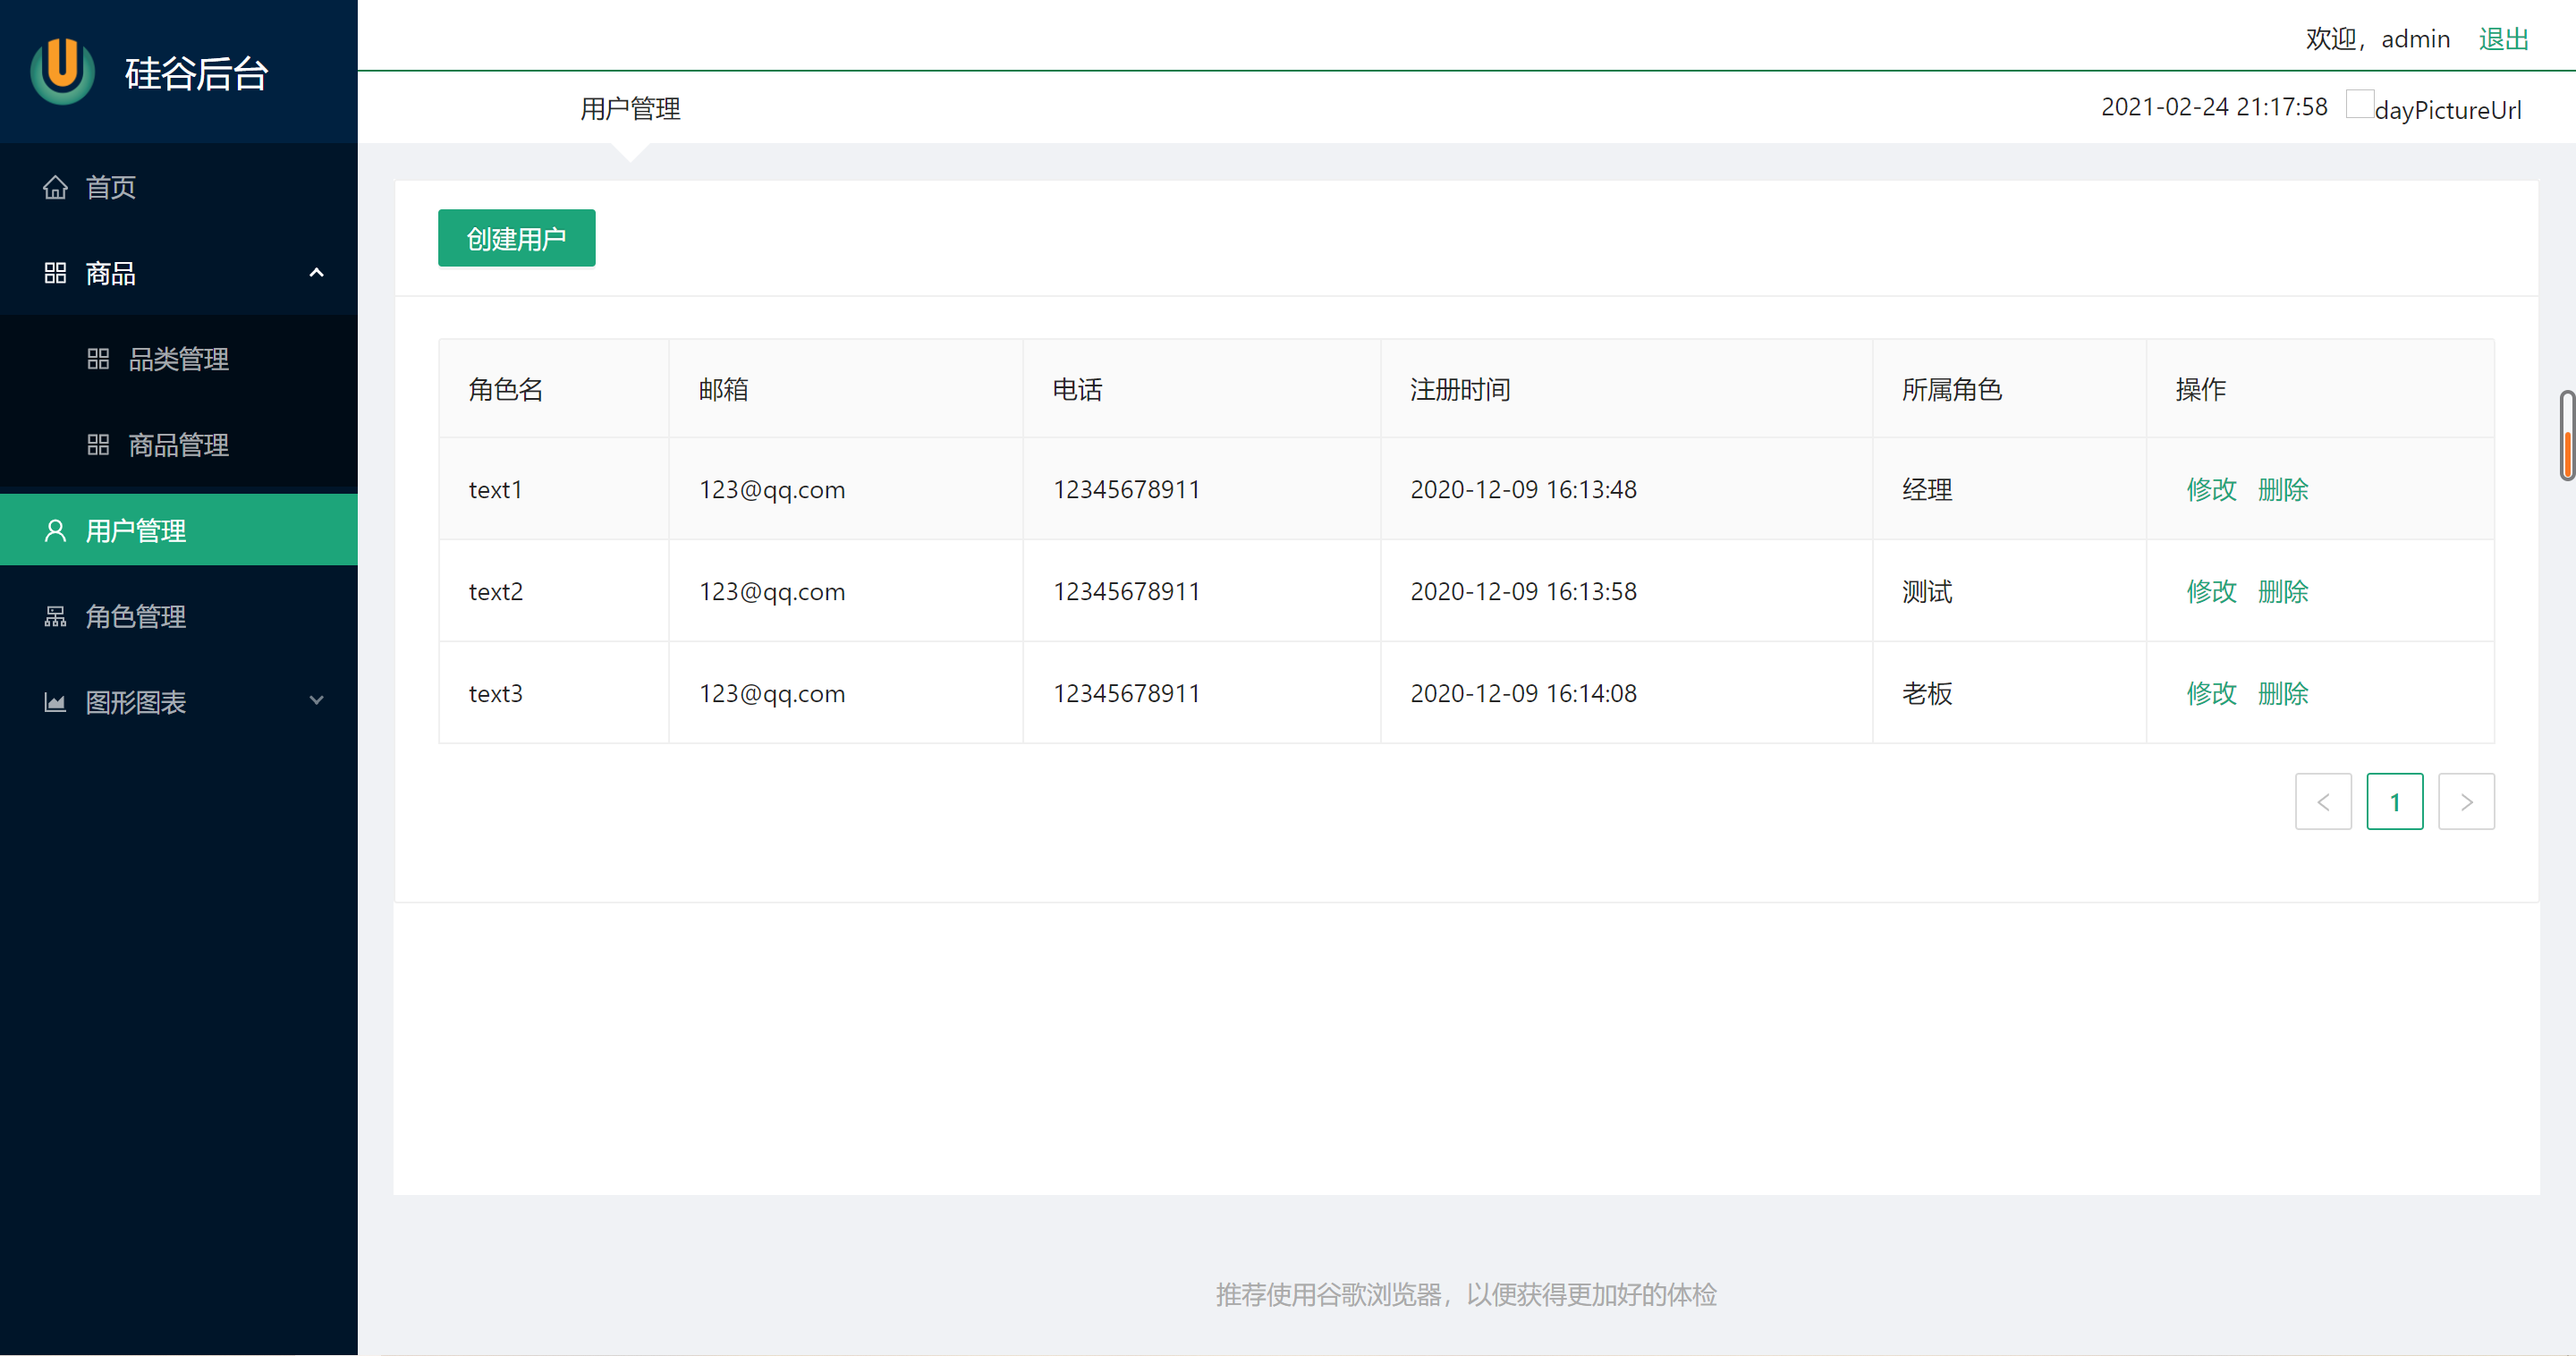 硅谷后台
首页
商品
品类管理
商品管理
用户管理
角色管理
图形图表
欢迎，admin 退出
用户管理
2021-02-24 21:17:58 dayPictureUrl
创建用户
角色名 邮箱 电话 注册时间 所属角色 操作
text1 123@qq.com 12345678911 2020-12-09 16:13:48 经理 修改 删除
text2 123@qq.com 12345678911 2020-12-09 16:13:58 测试 修改 删除
text3 123@qq.com 12345678911 2020-12-09 16:14:08 老板 修改 删除
< 1 >
推荐使用谷歌浏览器，以便获得更加好的体检